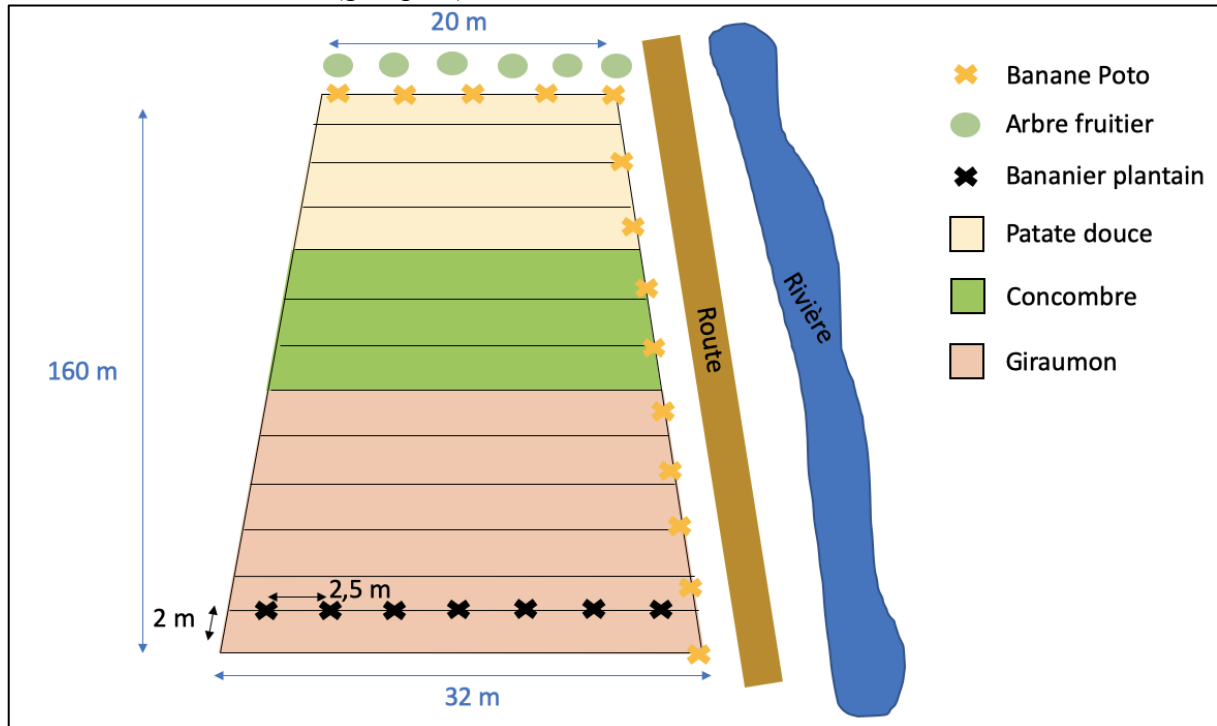 20 m
Banane Poto
Arbre fruitier
Bananier plantain
Patate douce
Concombre
Giraumon
Rivière
Route
160 m
2,5 m
2 m
32 m